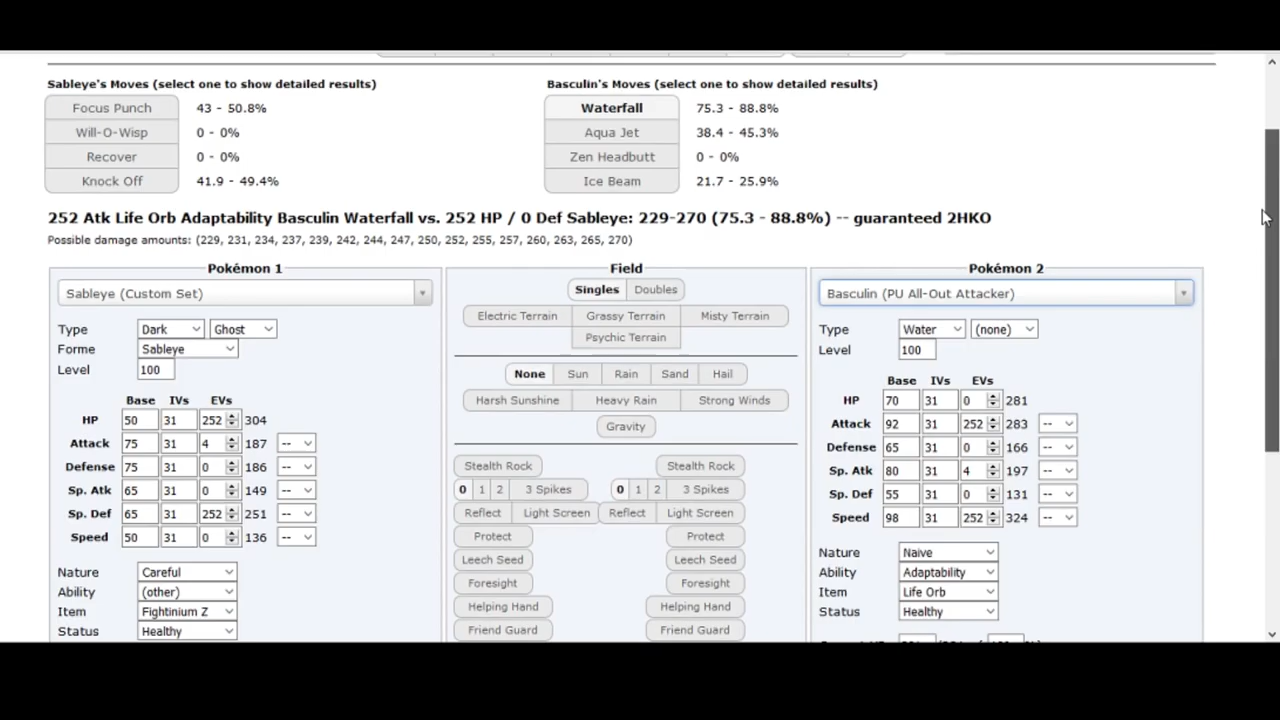 Sableye's Moves (select one to show detailed results)
Focus Punch 43 - 50.8%
Will-O-Wisp 0 - 0%
Recover 0 - 0%
Knock Off 41.9 - 49.4%
Basculin's Moves (select one to show detailed results)
Waterfall 75.3 - 88.8%
Aqua Jet 38.4 - 45.3%
Zen Headbutt 0 - 0%
Ice Beam 21.7 - 25.9%
252 Atk Life Orb Adaptability Basculin Waterfall vs. 252 HP / 0 Def Sableye: 229-270 (75.3 - 88.8%) -- guaranteed 2HKO
Possible damage amounts: (229, 231, 234, 237, 239, 242, 244, 247, 250, 252, 255, 257, 260, 263, 265, 270)
Pokémon 1
Sableye (Custom Set)
Type Dark Ghost
Forme Sableye
Level 100
Base IVs EVs
HP 50 31 252 304
Attack 75 31 4 187 --
Defense 75 31 0 186 --
Sp. Atk 65 31 0 149 --
Sp. Def 65 31 252 251 --
Speed 50 31 0 136 --
Nature Careful
Ability (other)
Item Fightinium Z
Status Healthy
Field
Singles Doubles
Electric Terrain Grassy Terrain Misty Terrain
Psychic Terrain
None Sun Rain Sand Hail
Harsh Sunshine Heavy Rain Strong Winds
Gravity
Stealth Rock Stealth Rock
0 1 2 3 Spikes 0 1 2 3 Spikes
Reflect Light Screen Reflect Light Screen
Protect Protect
Leech Seed Leech Seed
Foresight Foresight
Helping Hand Helping Hand
Friend Guard Friend Guard
Pokémon 2
Basculin (PU All-Out Attacker)
Type Water (none)
Level 100
Base IVs EVs
HP 70 31 0 281
Attack 92 31 252 283 --
Defense 65 31 0 166 --
Sp. Atk 80 31 4 197 --
Sp. Def 55 31 0 131 --
Speed 98 31 252 324 --
Nature Naive
Ability Adaptability
Item Life Orb
Status Healthy